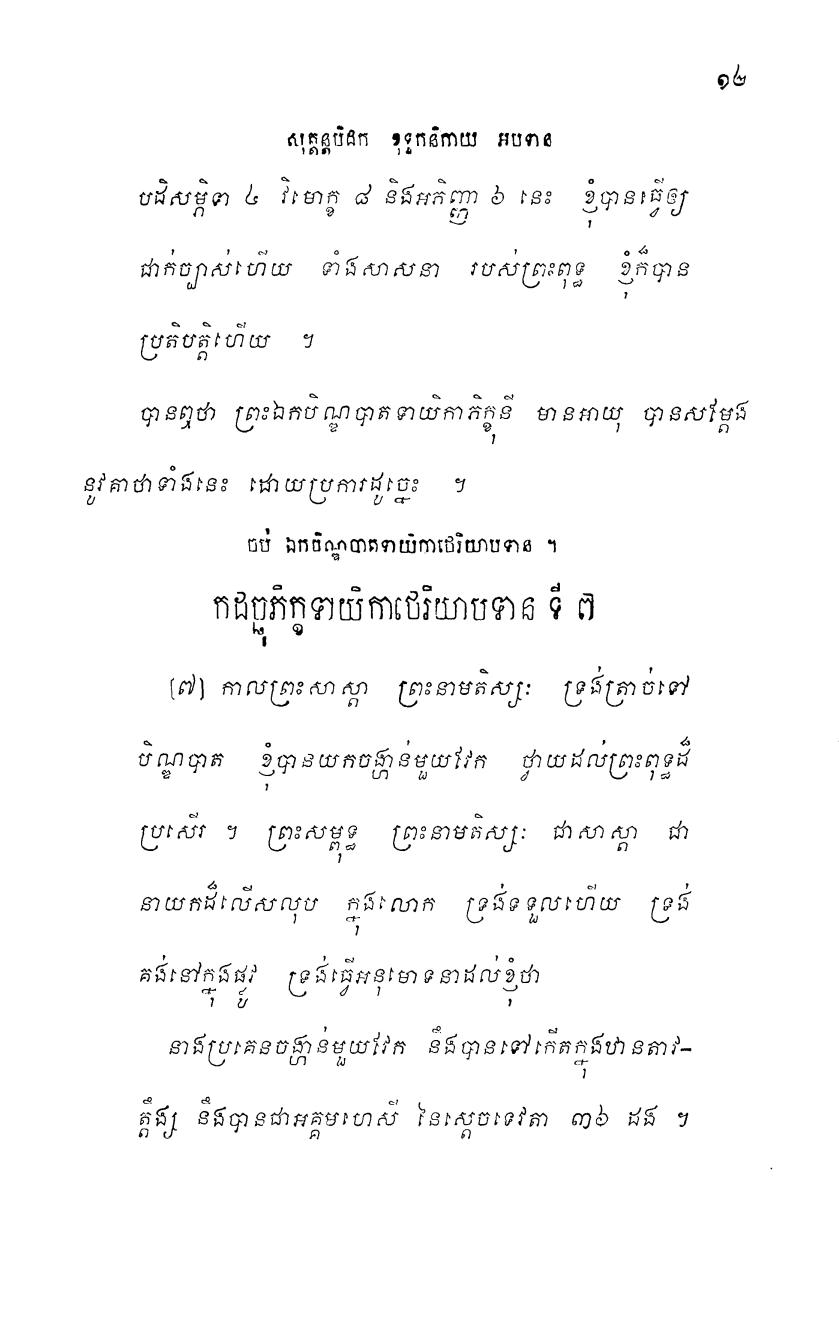 ១៤
សុត្តន្តបិដក ខុទ្ទកនិកាយ អបទាន
បដិសម្ភិទា ៤ វិមោក្ខ ៨ និងអភិញ្ញា ៦ នេះ ខ្ញុំបានធ្វើឲ្យ
ជាក់ច្បាស់ហើយ ទាំងសាសនា របស់ព្រះពុទ្ធ ខ្ញុំក៏បាន
ប្រតិបត្តិហើយ ។
បានឮថា ព្រះឯកបិណ្ឌបាតទាយិកាភិក្ខុនី មានអាយុ បានសម្តែង
នូវគាថាទាំងនេះ ដោយប្រការដូច្នេះ ។
ចប់ ឯកបិណ្ឌបាតទាយិកាថេរិយាបទាន ។
កដច្ឆុភិក្ខទាយិកាថេរិយាបទាន ទី ៧
(៧) កាលព្រះសាស្តា ព្រះនាមតិស្សៈ ទ្រង់ត្រាច់ទៅ
បិណ្ឌបាត ខ្ញុំបានយកចង្ហាន់មួយវែក ថ្វាយដល់ព្រះពុទ្ធដ៏
ប្រសើរ ។ ព្រះសម្ពុទ្ធ ព្រះនាមតិស្សៈ ជាសាស្តា ជា
នាយកដ៏លើសលុប ក្នុងលោក ទ្រង់ទទួលហើយ ទ្រង់
គង់នៅក្នុងផ្លូវ ទ្រង់ធ្វើអនុមោទនាដល់ខ្ញុំថា
នាងប្រគេនចង្ហាន់មួយវែក នឹងបានទៅកើតក្នុងឋានតាវ-
ត្តឹង្ស នឹងបានជាអគ្គមហេសី នៃស្តេចទេវតា ៣៦ ដង ។